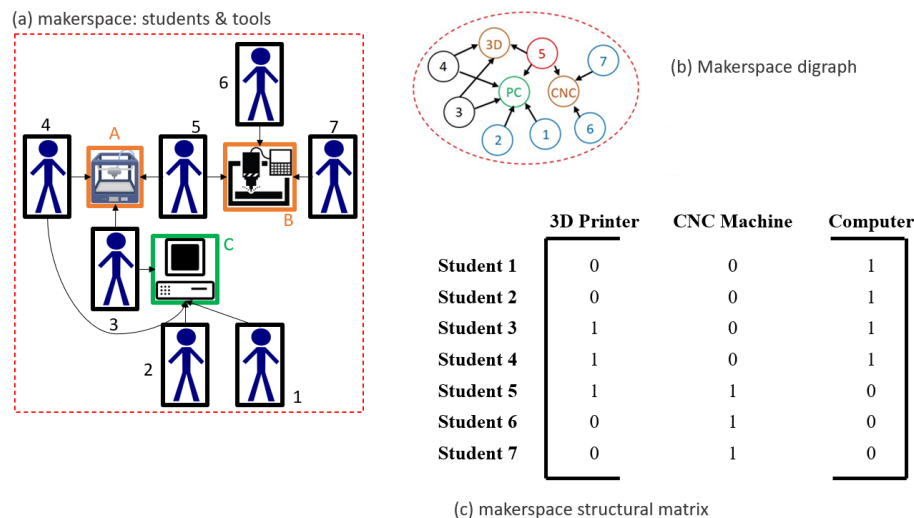 (a) makerspace: students & tools
6
4
A
5
7
B
C
3
2
1
3D
5
7
4
PC
CNC
3
2
1
6
(b) Makerspace digraph
3D Printer CNC Machine Computer
Student 1 0 0 1
Student 2 0 0 1
Student 3 1 0 1
Student 4 1 0 1
Student 5 1 1 0
Student 6 0 1 0
Student 7 0 1 0
(c) makerspace structural matrix